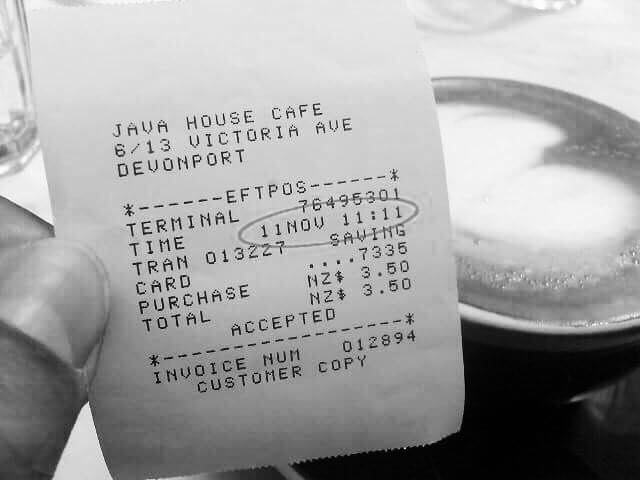 JAVA HOUSE CAFE
6/13 VICTORIA AVE
DEVONPORT
*------EFTPOS------*
TERMINAL 76495301
TIME 11NOV 11:11
TRAN 013227 SAVING
CARD ....7335
PURCHASE NZ$ 3.50
TOTAL NZ$ 3.50
ACCEPTED
*------------------*
INVOICE NUM 012894
CUSTOMER COPY